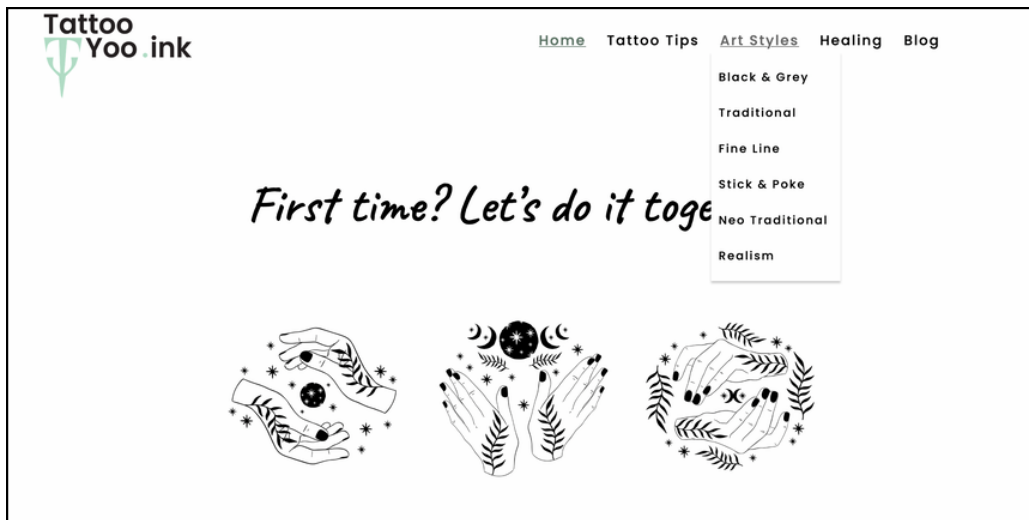 Tattoo
Yoo.ink
Home Tattoo Tips Art Styles Healing Blog
Black & Grey
Traditional
Fine Line
Stick & Poke
Neo Traditional
Realism
First time? Let's do it toge